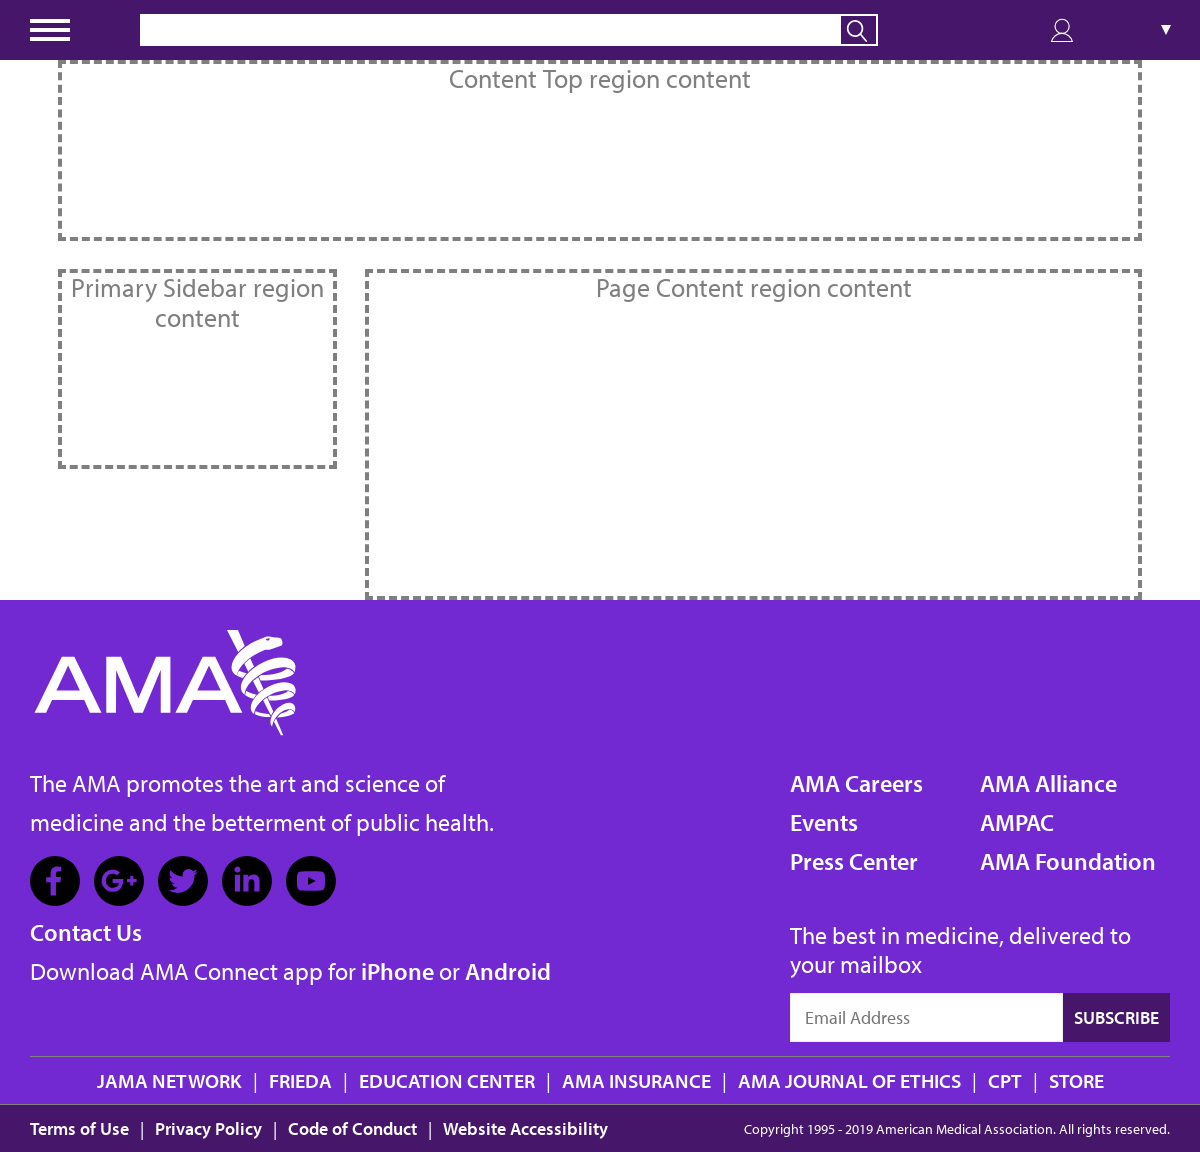 Content Top region content
Primary Sidebar region
content
Page Content region content
AMA
The AMA promotes the art and science of
medicine and the betterment of public health.
Contact Us
Download AMA Connect app for iPhone or Android
AMA Careers
Events
Press Center
AMA Alliance
AMPAC
AMA Foundation
The best in medicine, delivered to
your mailbox
Email Address
SUBSCRIBE
JAMA NETWORK | FRIEDA | EDUCATION CENTER | AMA INSURANCE | AMA JOURNAL OF ETHICS | CPT | STORE
Terms of Use | Privacy Policy | Code of Conduct | Website Accessibility
Copyright 1995 - 2019 American Medical Association. All rights reserved.